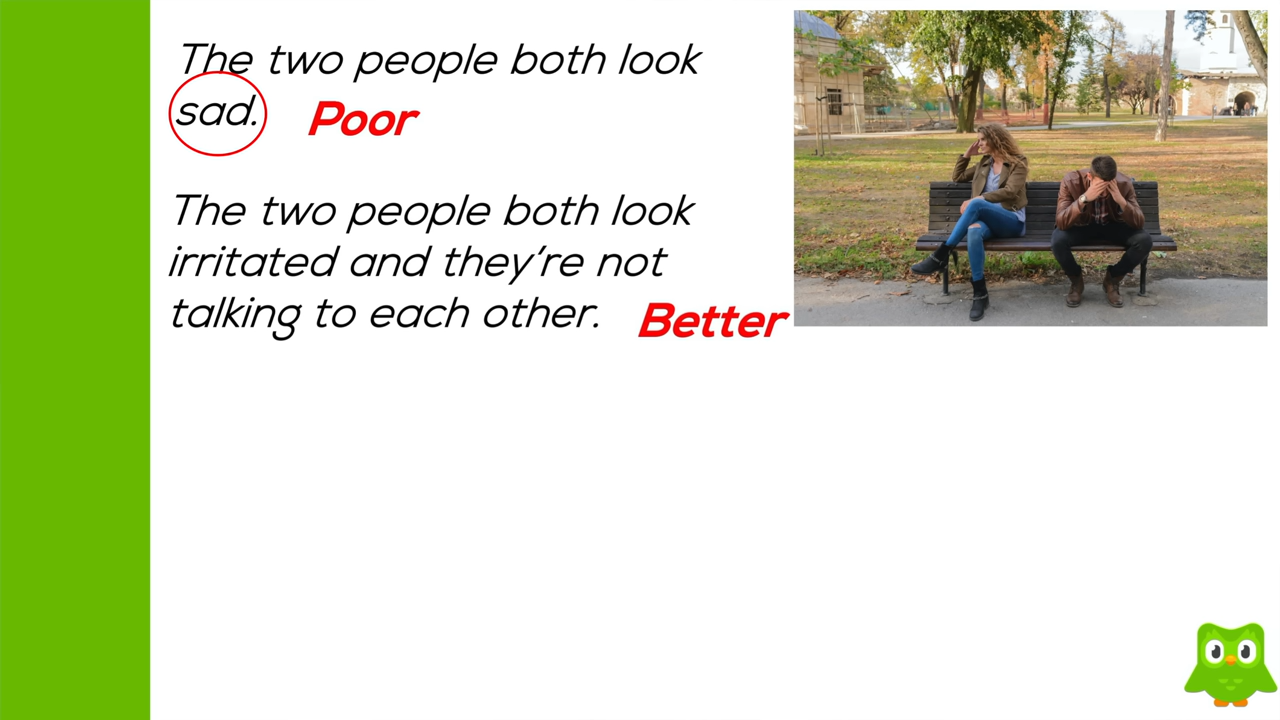 The two people both look
sad. Poor
The two people both look
irritated and they're not
talking to each other. Better